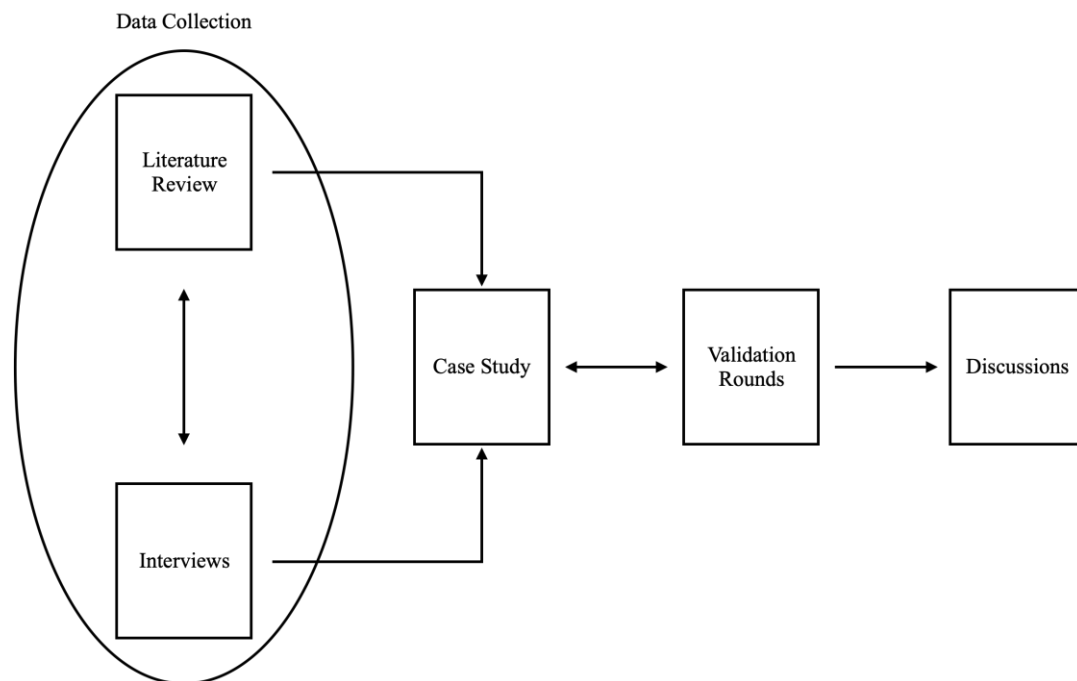 Data Collection
Literature
Review
Case Study
Validation
Rounds
Discussions
Interviews